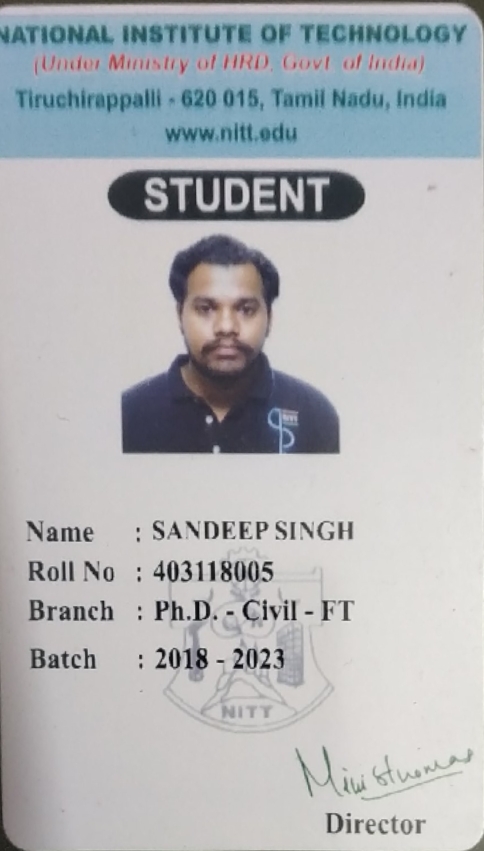 NATIONAL INSTITUTE OF TECHNOLOGY
(Under Ministry of HRD, Govt. of India)
Tiruchirappalli - 620 015, Tamil Nadu, India
www.nitt.edu
STUDENT
Name : SANDEEP SINGH
Roll No : 403118005
Branch : Ph.D. - Civil - FT
Batch : 2018 - 2023
NITT
Director